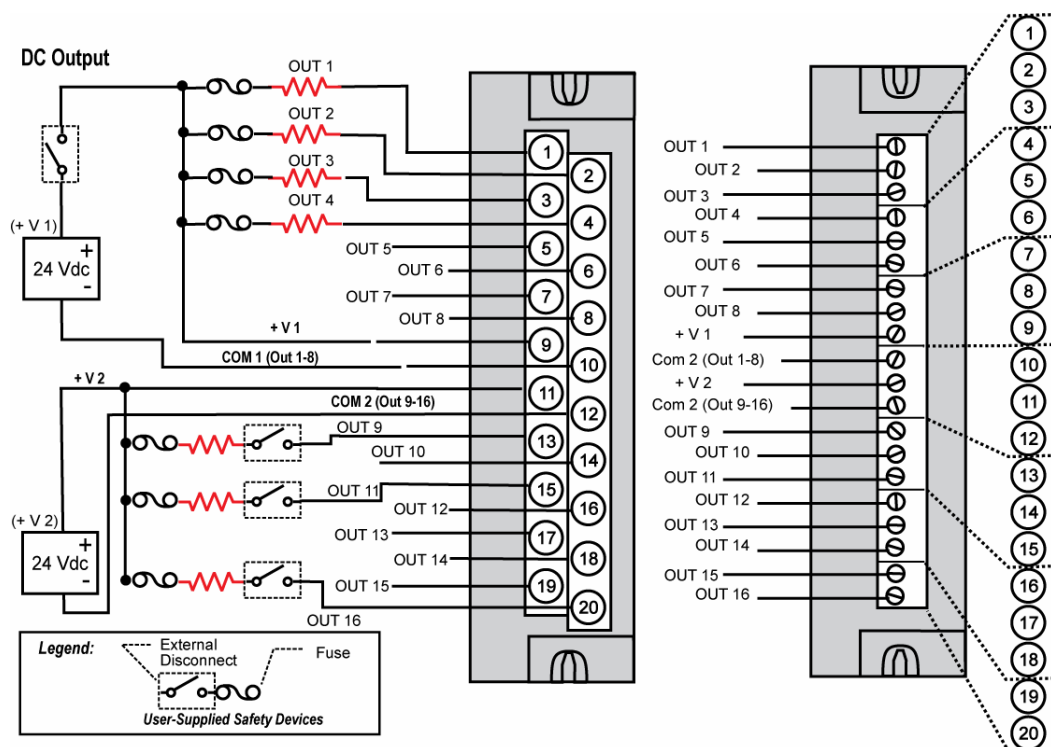 DC Output
OUT 1
OUT 2
OUT 3
OUT 4
(+ V 1)
+
24 Vdc
-
OUT 5
OUT 6
OUT 7
OUT 8
+ V 1
COM 1 (Out 1-8)
+ V 2
COM 2 (Out 9-16)
OUT 9
OUT 10
OUT 11
OUT 12
(+ V 2)
+
24 Vdc
-
OUT 13
OUT 14
OUT 15
OUT 16
1
2
3
4
5
6
7
8
9
10
11
12
13
14
15
16
17
18
19
20
Legend:
External
Disconnect
Fuse
User-Supplied Safety Devices
OUT 1
OUT 2
OUT 3
OUT 4
OUT 5
OUT 6
OUT 7
OUT 8
+ V 1
Com 2 (Out 1-8)
+ V 2
Com 2 (Out 9-16)
OUT 9
OUT 10
OUT 11
OUT 12
OUT 13
OUT 14
OUT 15
OUT 16
1
2
3
4
5
6
7
8
9
10
11
12
13
14
15
16
17
18
19
20